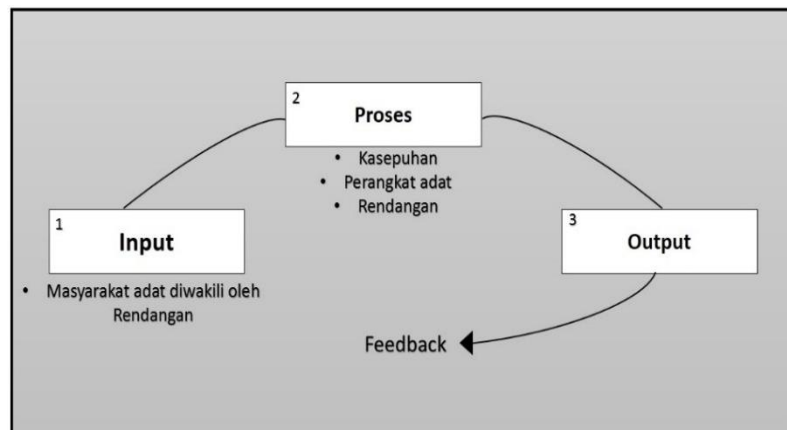 1
Input
• Masyarakat adat diwakili oleh
Rendangan
2
Proses
• Kasepuhan
• Perangkat adat
• Rendangan
3
Output
Feedback